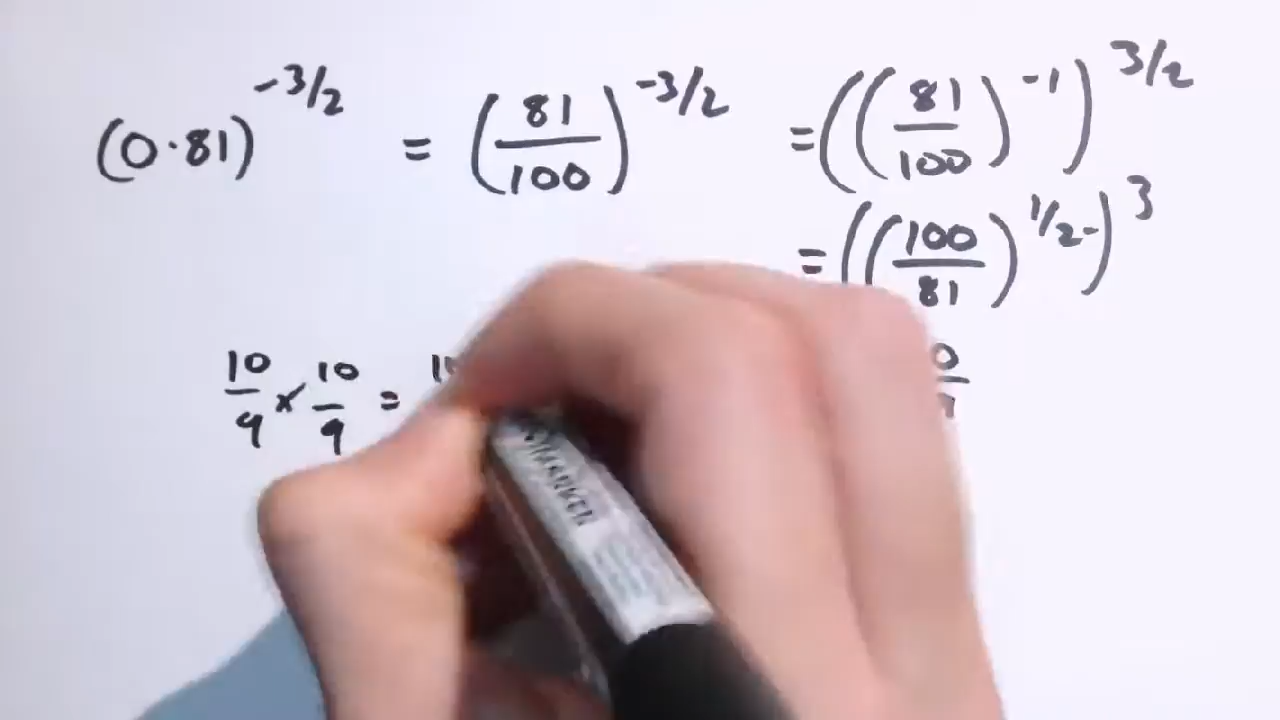 (0·81)^-3/2 = (81/100)^-3/2 = ((81/100)^-1)^3/2
= ((100/81)^1/2)^3
10/9 × 10/9 =
MARKER